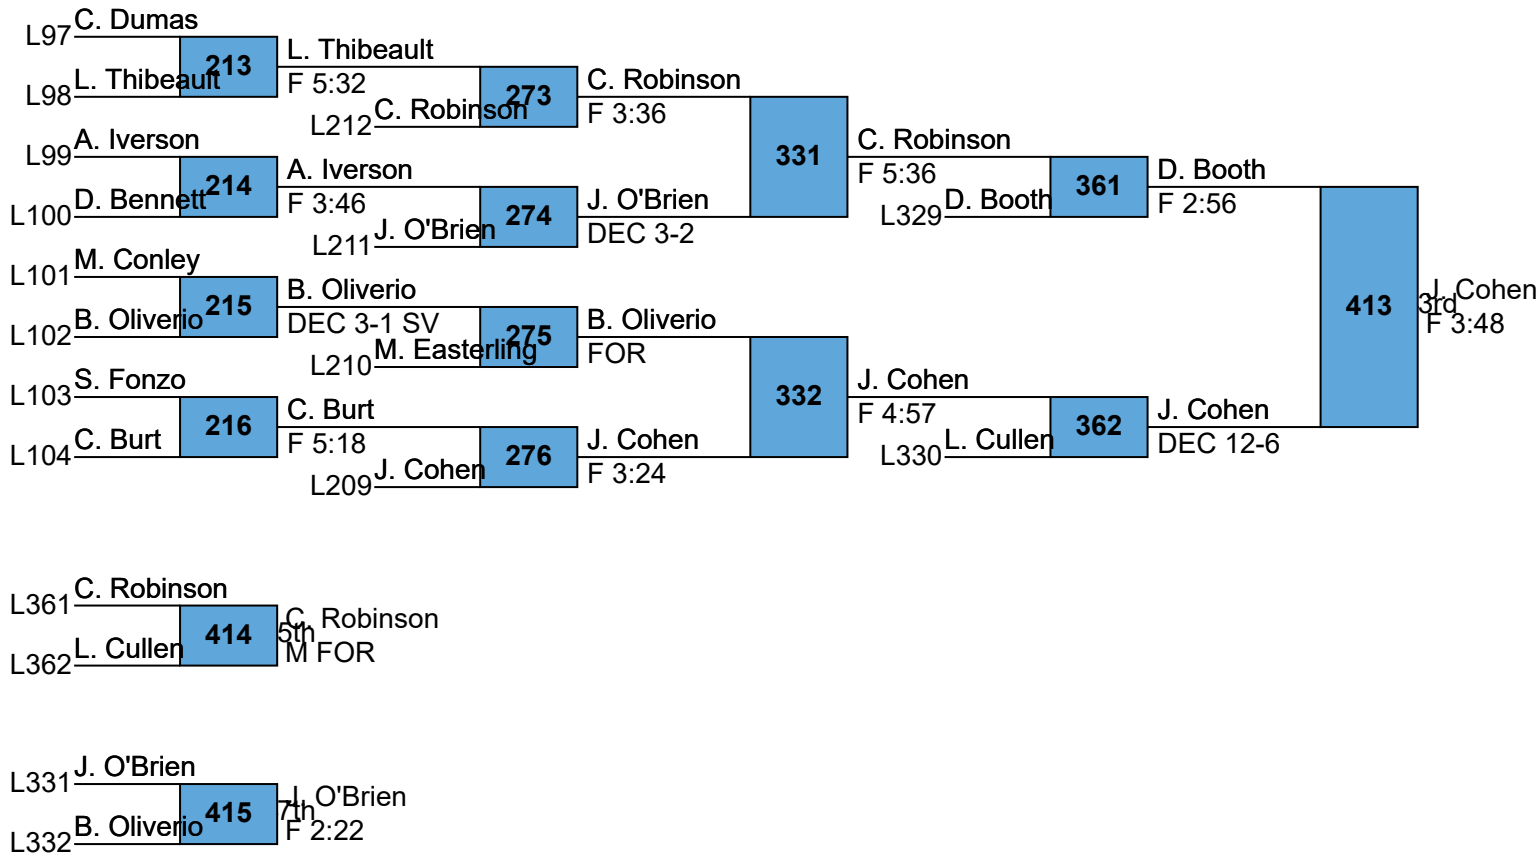 L97 C. Dumas
213
L98 L. Thibeault
L. Thibeault
F 5:32
L212 C. Robinson
273
C. Robinson
F 3:36
L99 A. Iverson
214
L100 D. Bennett
A. Iverson
F 3:46
L211 J. O'Brien
274
J. O'Brien
DEC 3-2
331
C. Robinson
F 5:36
L329 D. Booth
361
D. Booth
F 2:56
L101 M. Conley
215
L102 B. Oliverio
B. Oliverio
DEC 3-1 SV
L210 M. Easterling
275
B. Oliverio
FOR
L103 S. Fonzo
216
L104 C. Burt
C. Burt
F 5:18
L209 J. Cohen
276
J. Cohen
F 3:24
332
J. Cohen
F 4:57
L330 L. Cullen
362
J. Cohen
DEC 12-6
413
3rd
J. Cohen
F 3:48
L361 C. Robinson
414
L362 L. Cullen
5th
C. Robinson
M FOR
L331 J. O'Brien
415
L332 B. Oliverio
7th
J. O'Brien
F 2:22